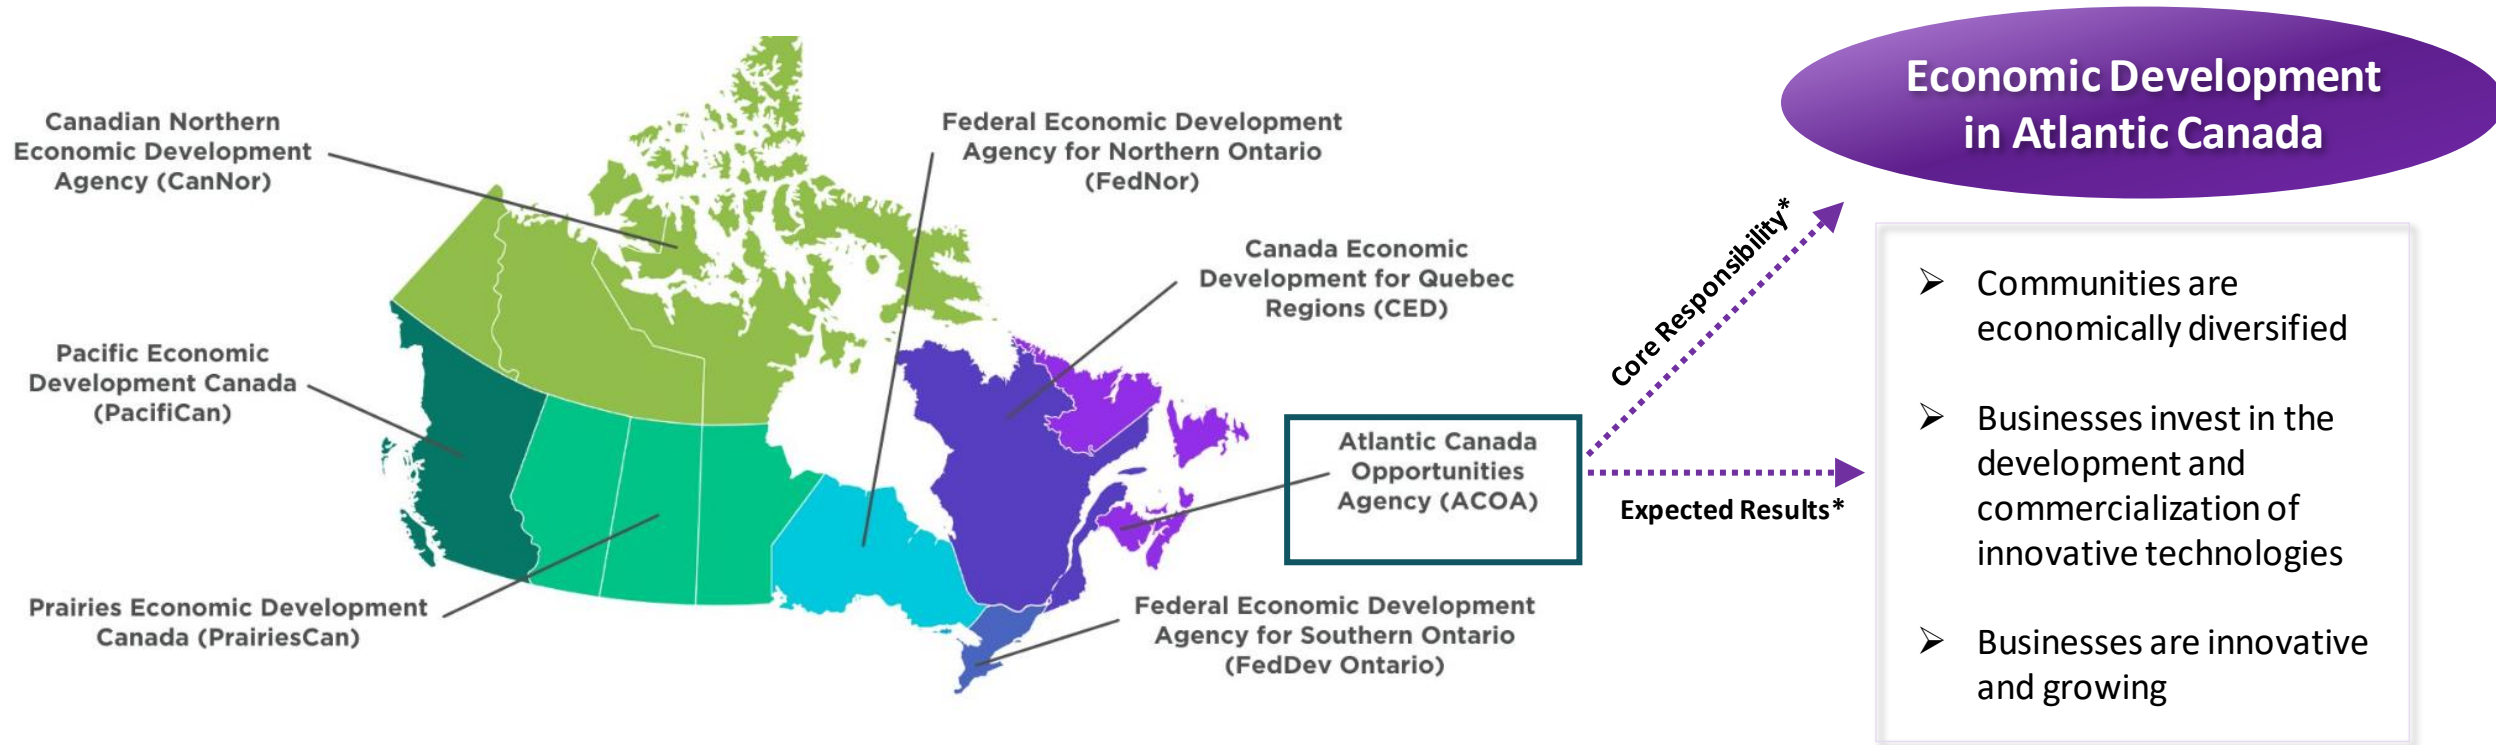 Canadian Northern
Economic Development
Agency (CanNor)
Federal Economic Development
Agency for Northern Ontario
(FedNor)
Canada Economic
Development for Quebec
Regions (CED)
Pacific Economic
Development Canada
(PacifiCan)
Atlantic Canada
Opportunities
Agency (ACOA)
Prairies Economic Development
Canada (PrairiesCan)
Federal Economic Development
Agency for Southern Ontario
(FedDev Ontario)
Core Responsibility*
Expected Results*
Economic Development
in Atlantic Canada
➢ Communities are
economically diversified
➢ Businesses invest in the
development and
commercialization of
innovative technologies
➢ Businesses are innovative
and growing